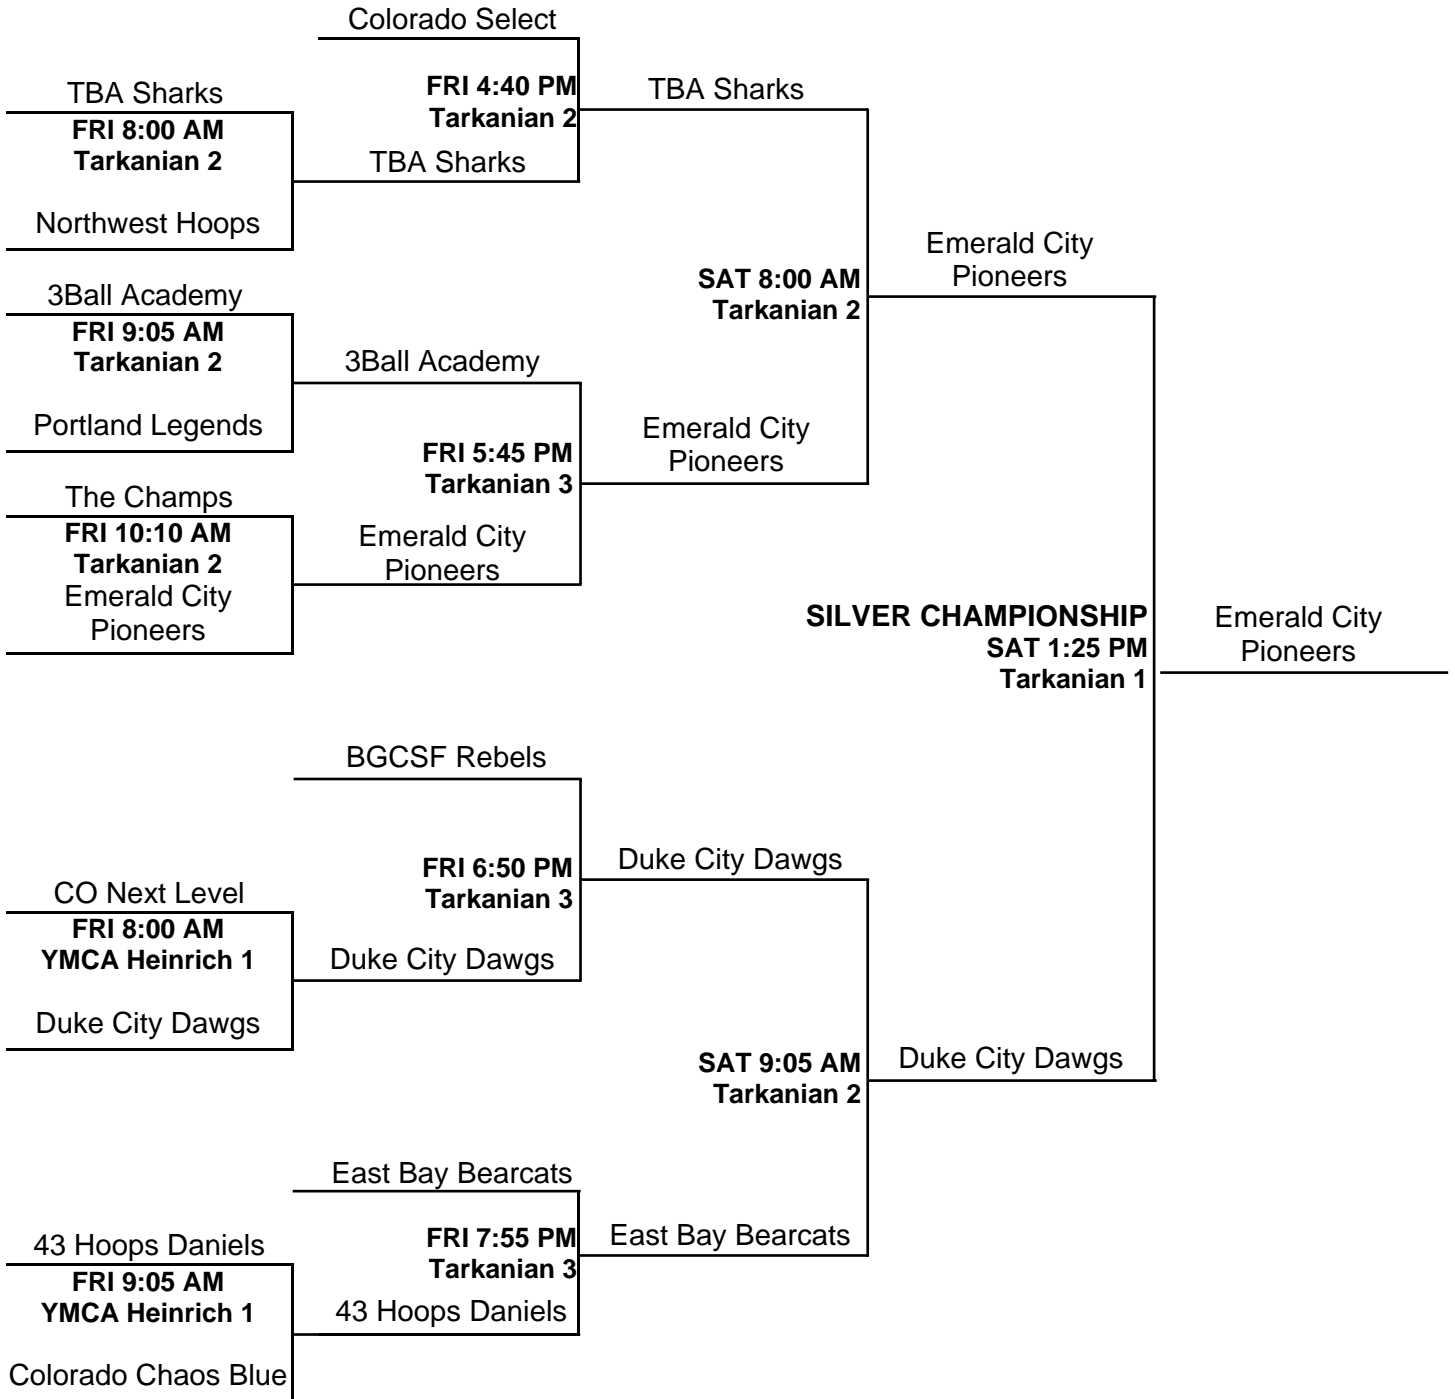 Colorado Select
TBA Sharks
FRI 8:00 AM
Tarkanian 2
Northwest Hoops
FRI 4:40 PM
Tarkanian 2
TBA Sharks
TBA Sharks
3Ball Academy
FRI 9:05 AM
Tarkanian 2
Portland Legends
3Ball Academy
The Champs
FRI 10:10 AM
Tarkanian 2
Emerald City
Pioneers
FRI 5:45 PM
Tarkanian 3
Emerald City
Pioneers
SAT 8:00 AM
Tarkanian 2
Emerald City
Pioneers
Emerald City
Pioneers
SILVER CHAMPIONSHIP
SAT 1:25 PM
Tarkanian 1
Emerald City
Pioneers
BGCSF Rebels
CO Next Level
FRI 8:00 AM
YMCA Heinrich 1
Duke City Dawgs
FRI 6:50 PM
Tarkanian 3
Duke City Dawgs
Duke City Dawgs
SAT 9:05 AM
Tarkanian 2
Duke City Dawgs
East Bay Bearcats
43 Hoops Daniels
FRI 9:05 AM
YMCA Heinrich 1
Colorado Chaos Blue
FRI 7:55 PM
Tarkanian 3
43 Hoops Daniels
East Bay Bearcats